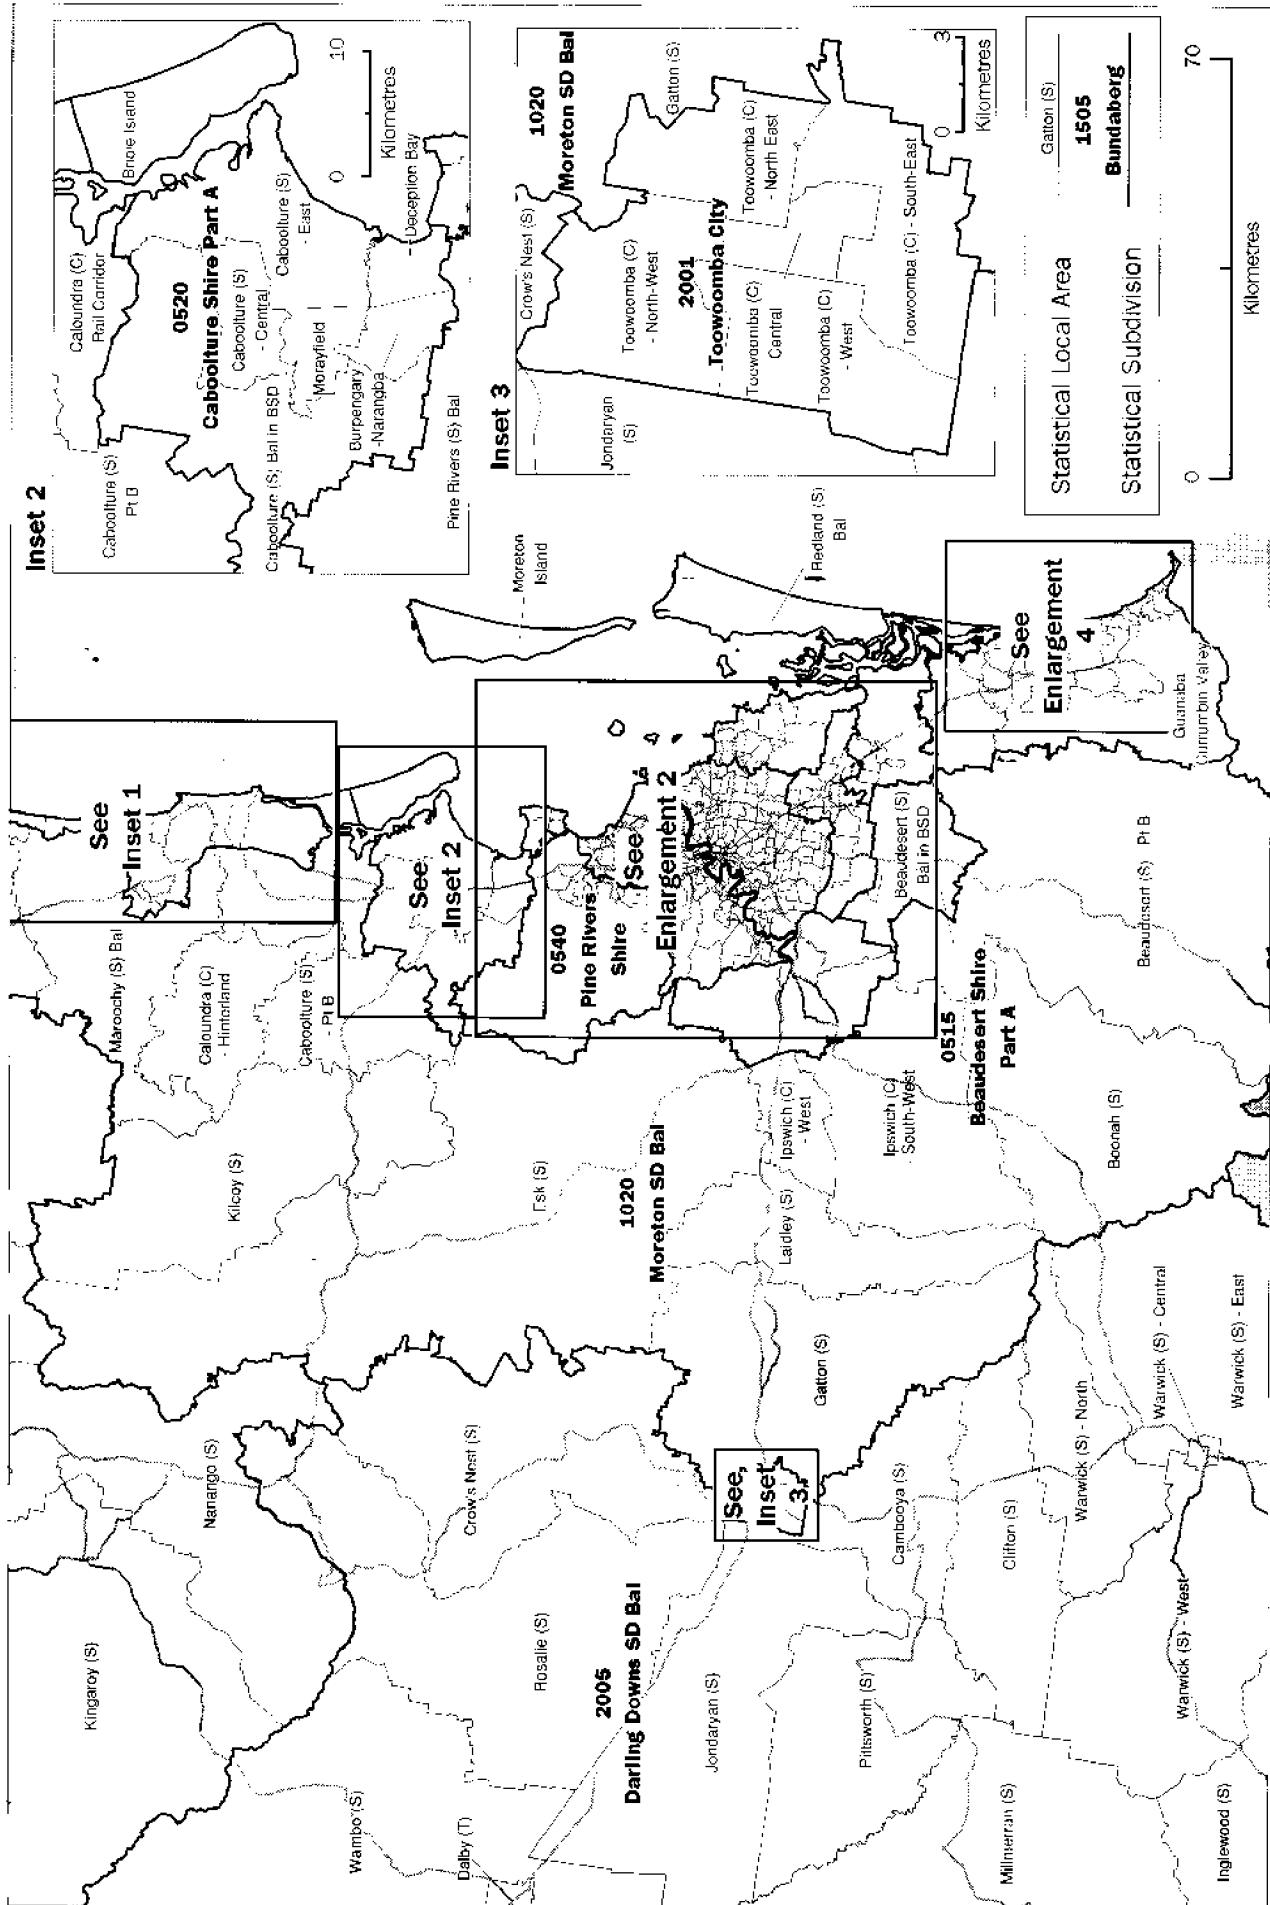 Inset 2
Caboolture (S)
Pt B
Caloundra (C)
Rail Corridor
Bribie Island
0520
Caboolture Shire Part A
Caboolture (S)
- Central
Caboolture (S) Bal in BSD
Caboolture (S)
- East
Morayfield
Burpengary
-Narangba
Deception Bay
Pine Rivers (S) Bal
0
10
Kilometres
Inset 3
1020
Moreton SD Bal
Crow's Nest (S)
Gatton (S)
Jondaryan
(S)
Toowoomba (C)
- North-West
2001
Toowoomba City
Toowoomba (C)
- North East
Toowoomba (C)
Central
Toowoomba (C)
- West
Toowoomba (C) - South-East
0
3
Kilometres
Statistical Local Area
Gatton (S)
Statistical Subdivision
1505
Bundaberg
0
70
Kilometres
See
Inset 1
See
Inset 2
See
Enlargement 2
See
Enlargement
4
See
Inset
3
Moreton
Island
Redland (S)
Bal
Maroochy (S) Bal
Caloundra (C)
- Hinterland
Caboolture (S)
- Pt B
0540
Pine Rivers
Shire
Beaudesert (S)
Bal in BSD
Guanaba
Currumbin Valley
Beaudesert (S) Pt B
0515
Beaudesert Shire
Part A
Kilcoy (S)
Esk (S)
1020
Moreton SD Bal
Ipswich (C)
- West
Ipswich (C)
South-West
Laidley (S)
Boonah (S)
Gatton (S)
Nanango (S)
Crow's Nest (S)
Cambooya (S)
Clifton (S)
Warwick (S) - North
Warwick (S) - Central
Warwick (S) - East
Warwick (S) - West
Kingaroy (S)
Rosalie (S)
2005
Darling Downs SD Bal
Jondaryan (S)
Pittsworth (S)
Wambo (S)
Dalby (T)
Millmerran (S)
Inglewood (S)